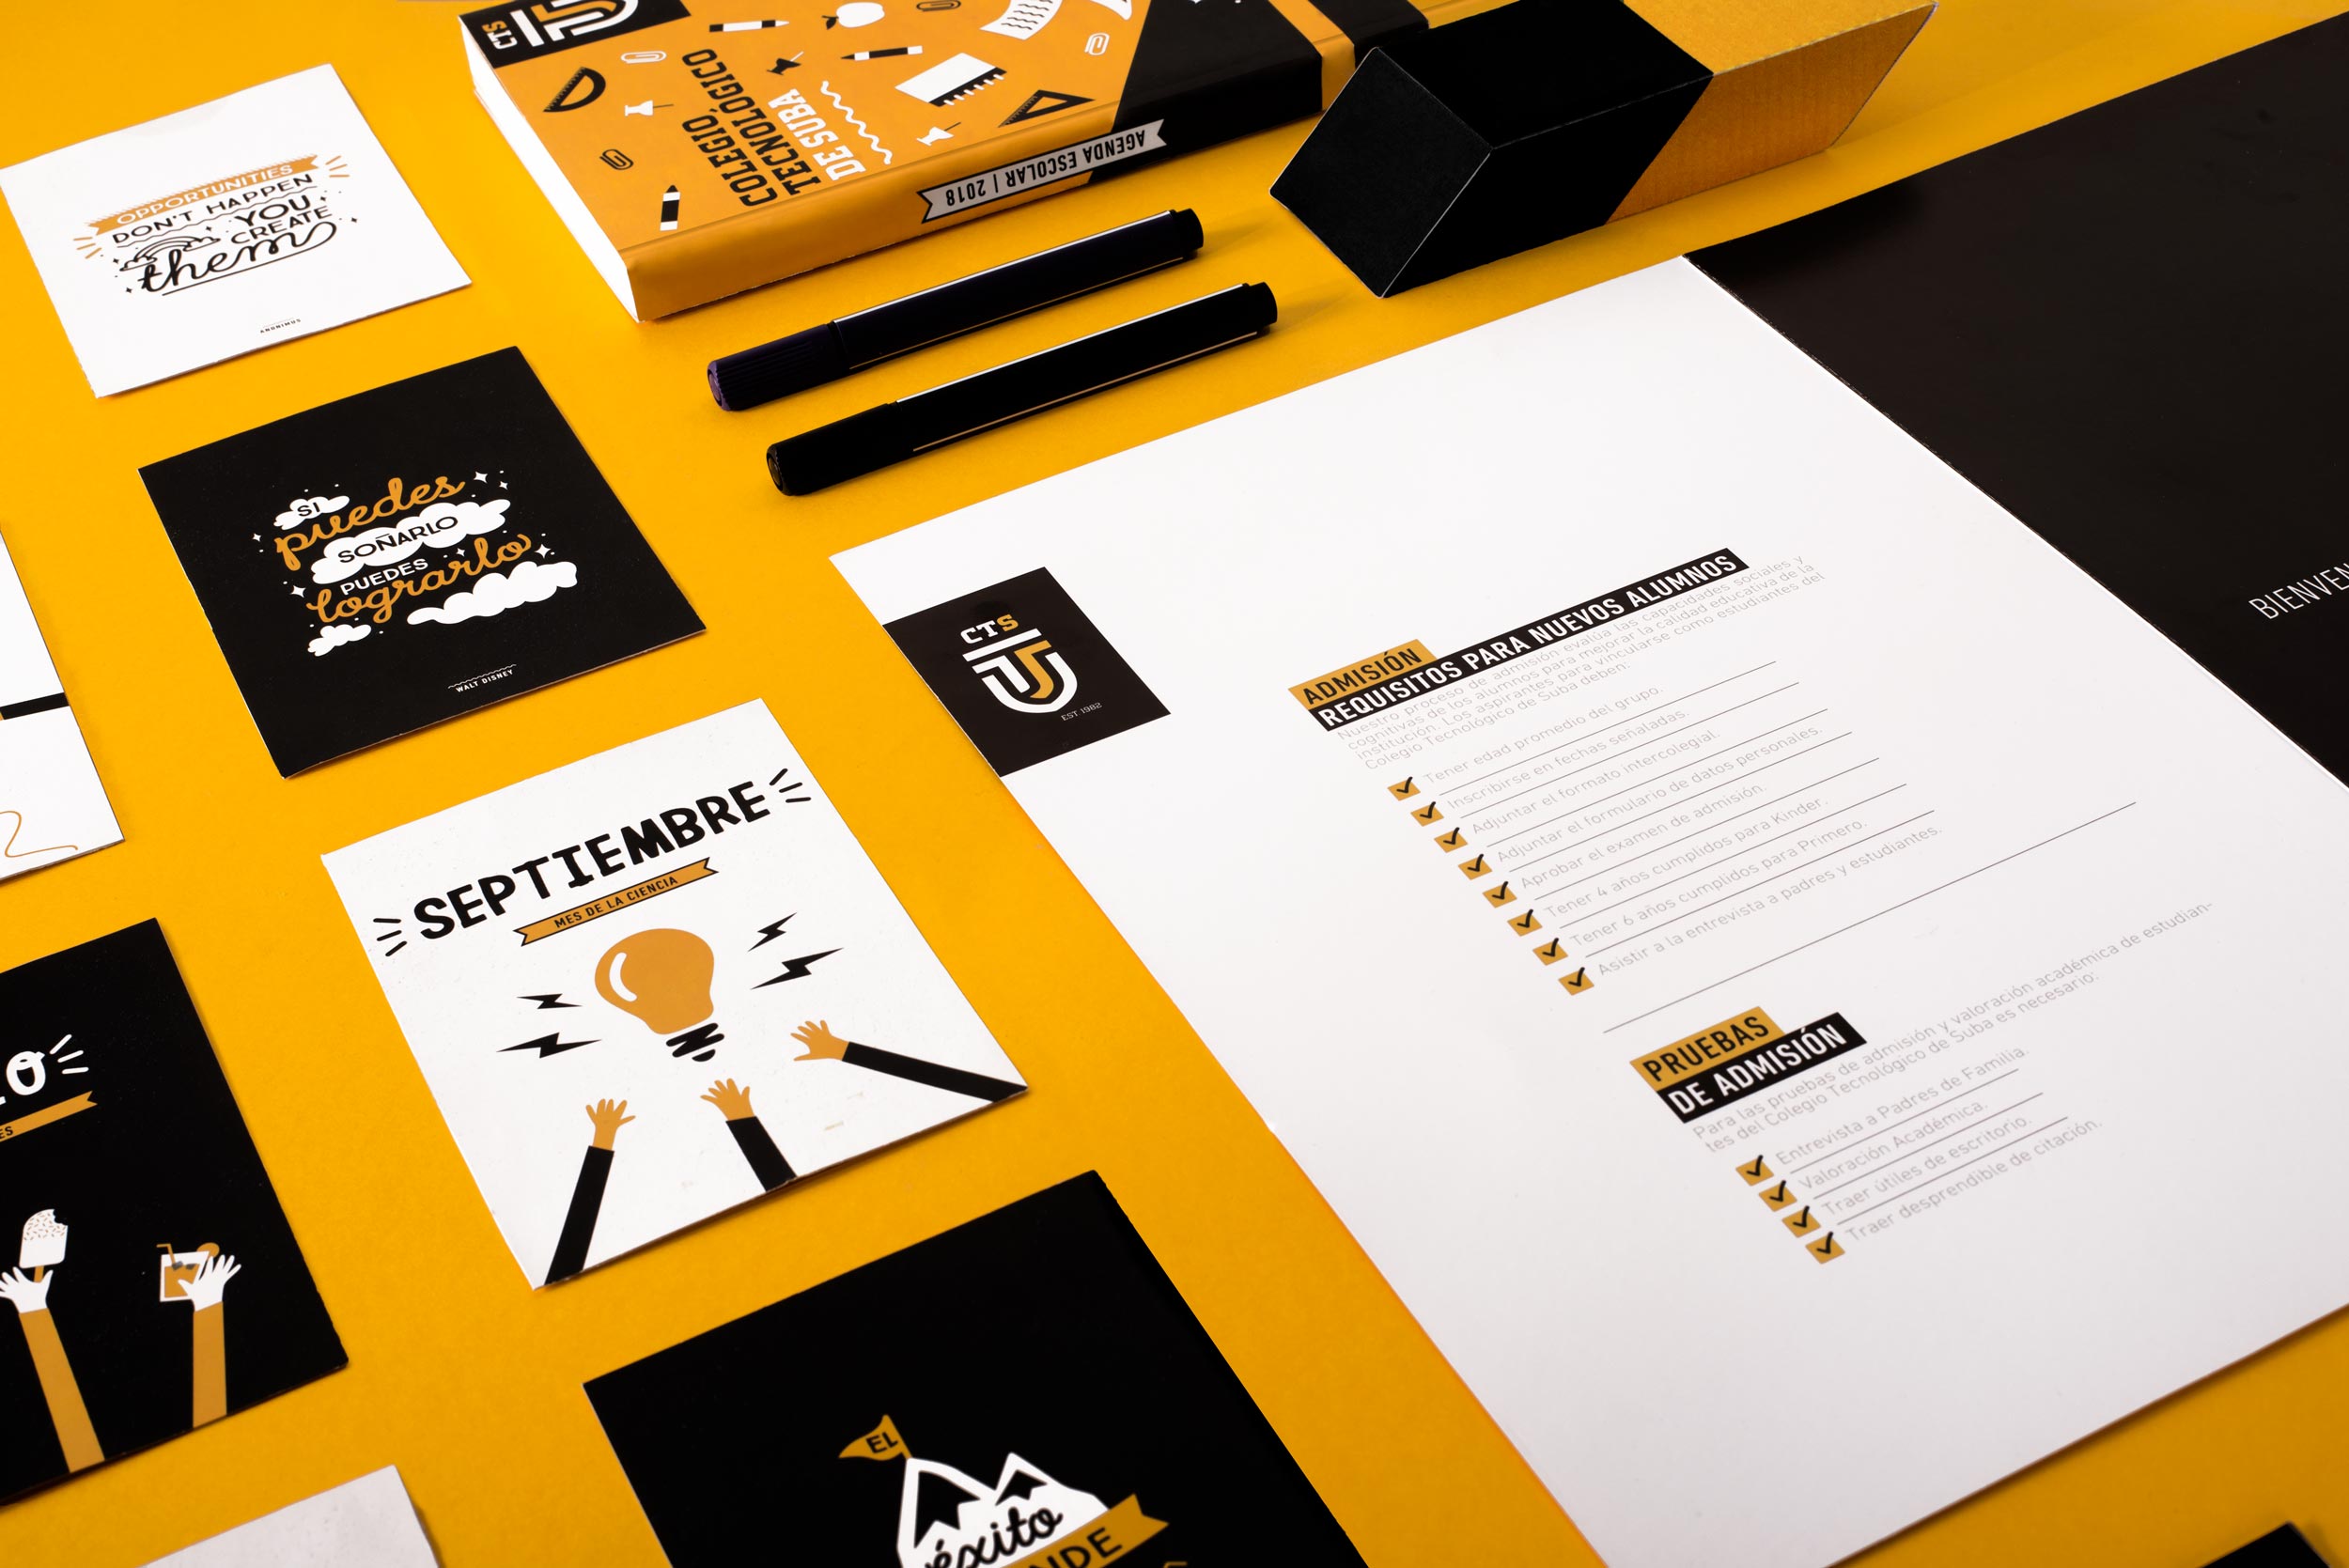 CTS
COLEGIO
TECNOLÓGICO
DE SUBA
AGENDA ESCOLAR | 2018
OPPORTUNITIES
DON'T HAPPEN
YOU
CREATE
them
ANONIMUS
SI
puedes
SOÑARLO
PUEDES
lograrlo
WALT DISNEY
SEPTIEMBRE
MES DE LA CIENCIA
EL
éxito
CTS
EST 1982
ADMISIÓN
REQUISITOS PARA NUEVOS ALUMNOS
Nuestro proceso de admisión evalúa las capacidades sociales y
cognitivas de los alumnos para mejorar la calidad educativa de la
institución. Los aspirantes para vincularse como estudiantes del
Colegio Tecnológico de Suba deben:
Tener edad promedio del grupo.
Inscribirse en fechas señaladas.
Adjuntar el formato intercolegial.
Adjuntar el formulario de datos personales.
Aprobar el examen de admisión.
Tener 4 años cumplidos para Kinder.
Tener 6 años cumplidos para Primero.
Asistir a la entrevista a padres y estudiantes.
PRUEBAS
DE ADMISIÓN
Para las pruebas de admisión y valoración académica de estudian-
tes del Colegio Tecnológico de Suba es necesario:
Entrevista a Padres de Familia.
Valoración Académica.
Traer útiles de escritorio.
Traer desprendible de citación.
BIENVEN